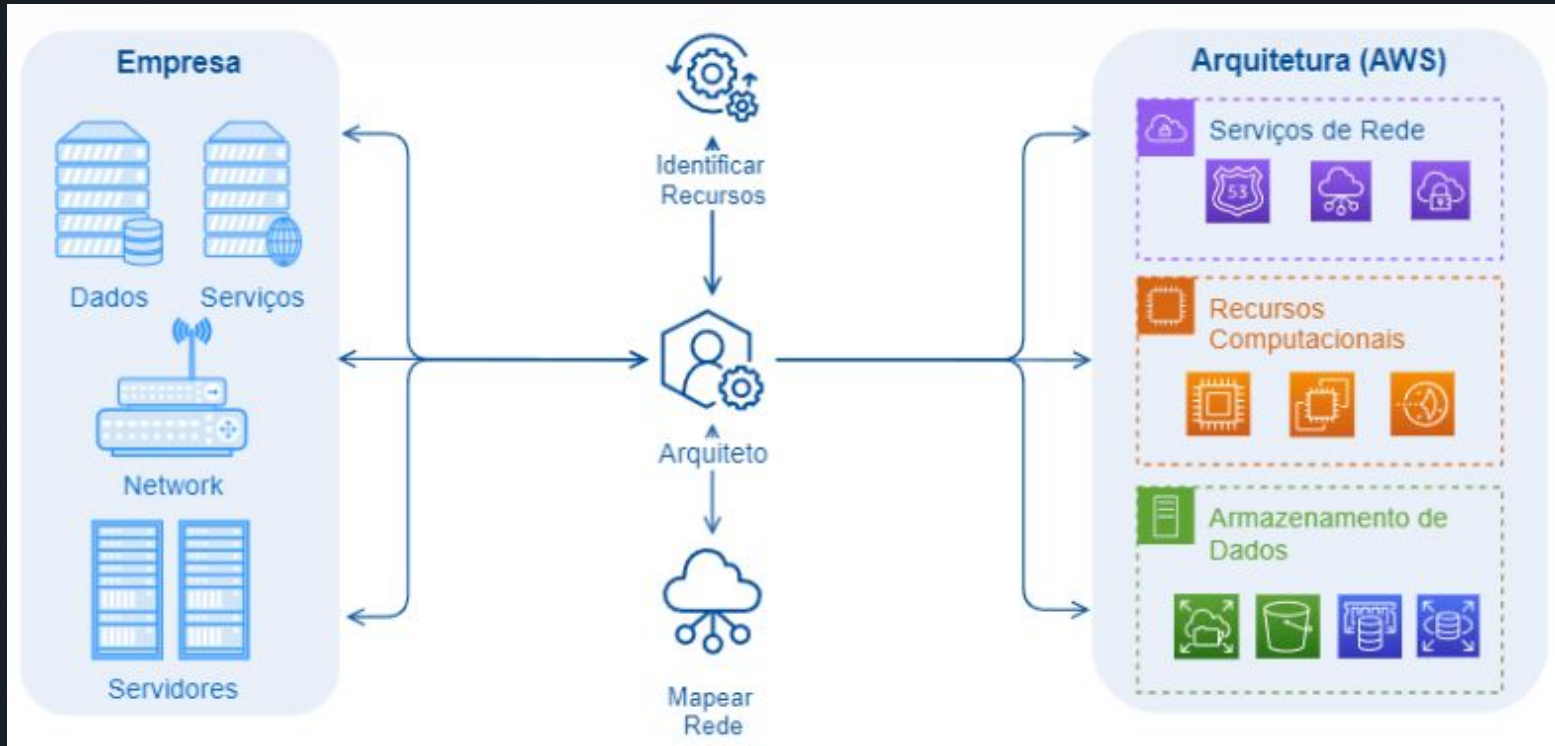 Empresa
Dados
Serviços
Network
Servidores
Identificar
Recursos
Arquiteto
Mapear
Rede
Arquitetura (AWS)
Serviços de Rede
53
Recursos
Computacionais
Armazenamento de
Dados